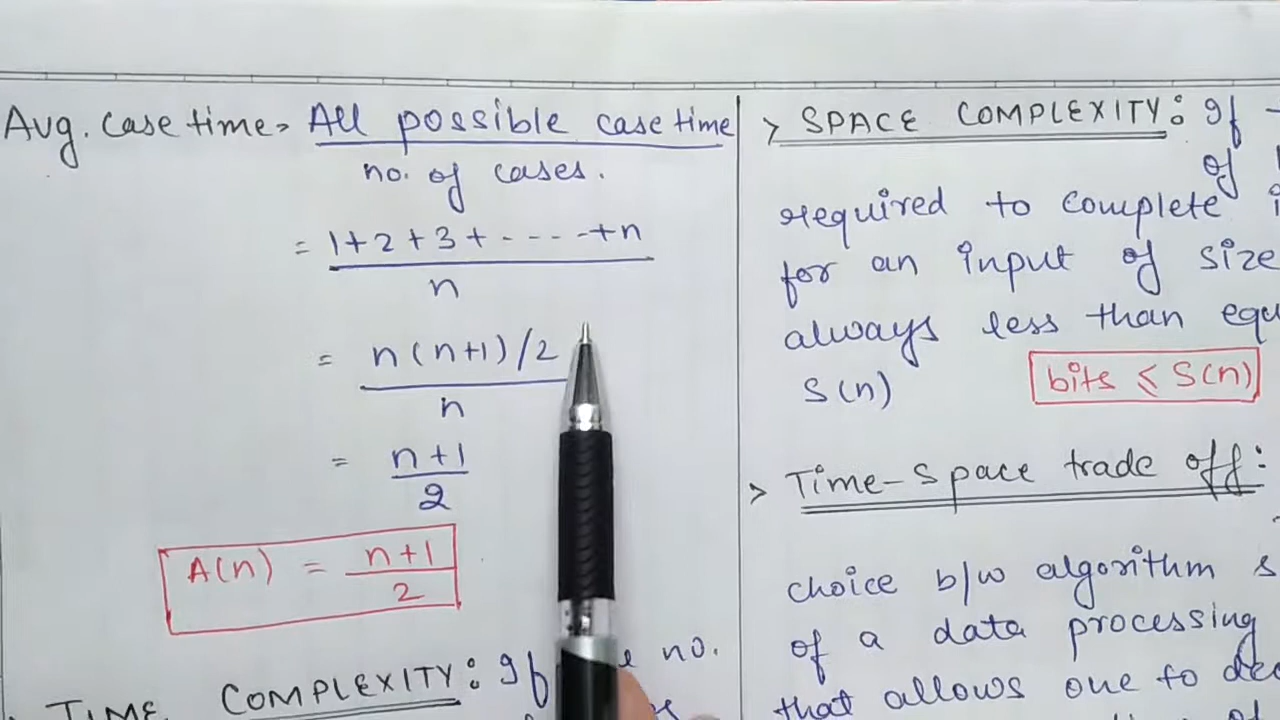 Avg. case time = All possible case time
no. of cases.
= 1+2+3+ - - - - +n
n
= n(n+1)/2
n
= n+1
2
A(n) = n+1
2
TIME COMPLEXITY: If no.
> SPACE COMPLEXITY: If
of
required to complete
for an input of size
always less than
S(n)
bits ≤ S(n)
> Time-Space trade off:
choice b/w algorithm
of a data processing
that allows one to